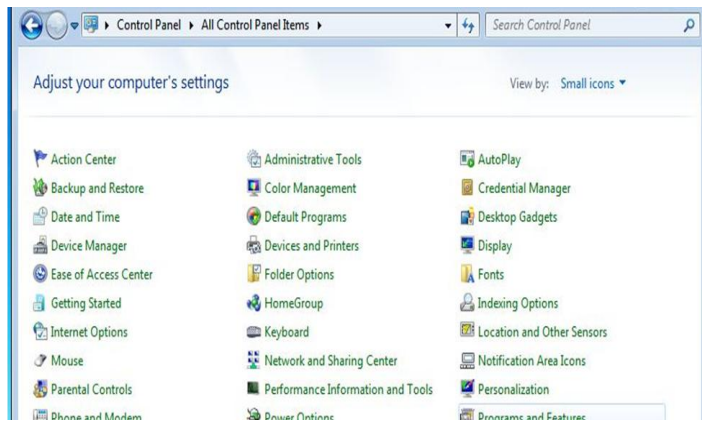 Control Panel All Control Panel Items Search Control Panel
Adjust your computer's settings View by: Small icons
Action Center Administrative Tools AutoPlay
Backup and Restore Color Management Credential Manager
Date and Time Default Programs Desktop Gadgets
Device Manager Devices and Printers Display
Ease of Access Center Folder Options Fonts
Getting Started HomeGroup Indexing Options
Internet Options Keyboard Location and Other Sensors
Mouse Network and Sharing Center Notification Area Icons
Parental Controls Performance Information and Tools Personalization
Phone and Modem Power Options Programs and Features